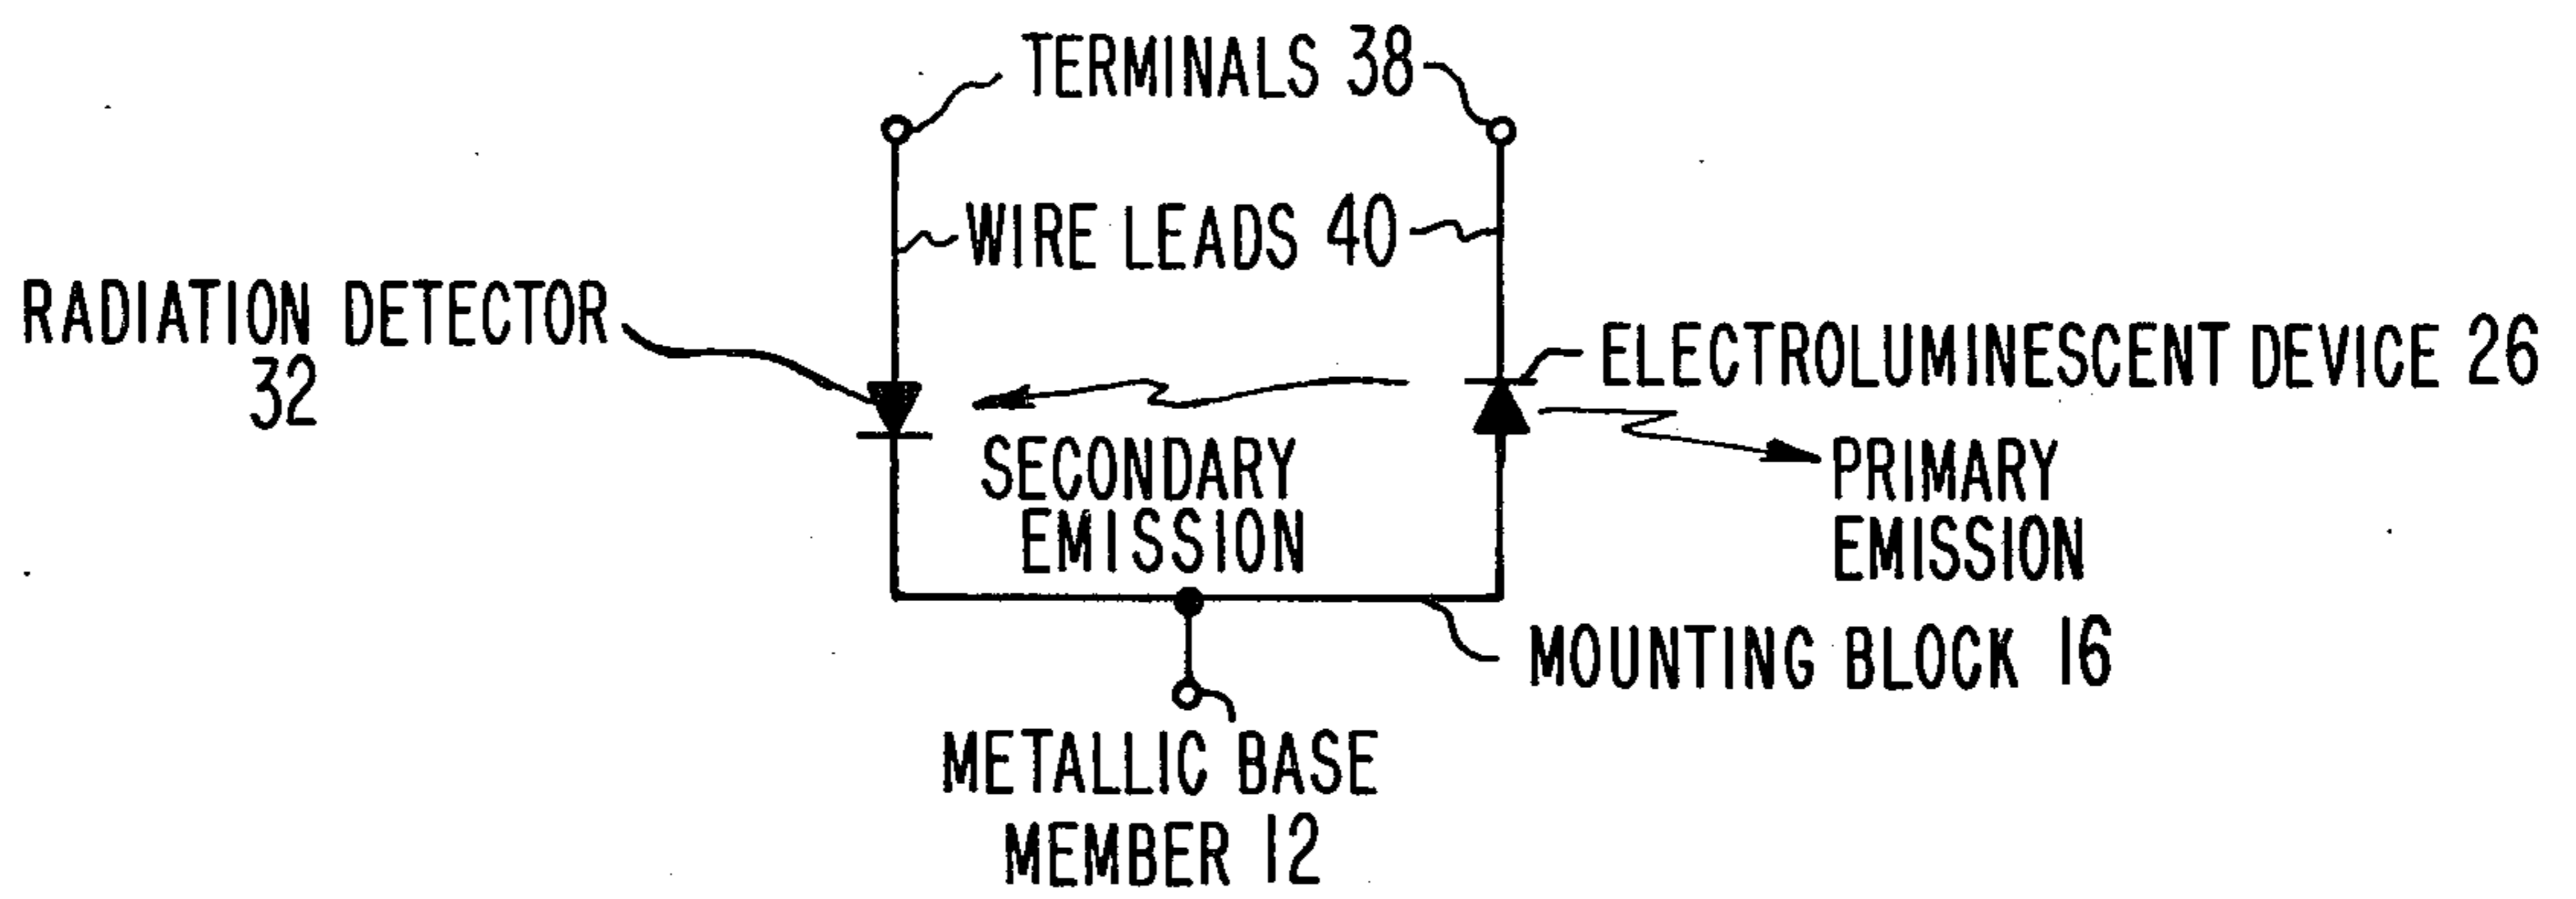 TERMINALS 38
WIRE LEADS 40
RADIATION DETECTOR
32
ELECTROLUMINESCENT DEVICE 26
SECONDARY
EMISSION
PRIMARY
EMISSION
MOUNTING BLOCK 16
METALLIC BASE
MEMBER 12